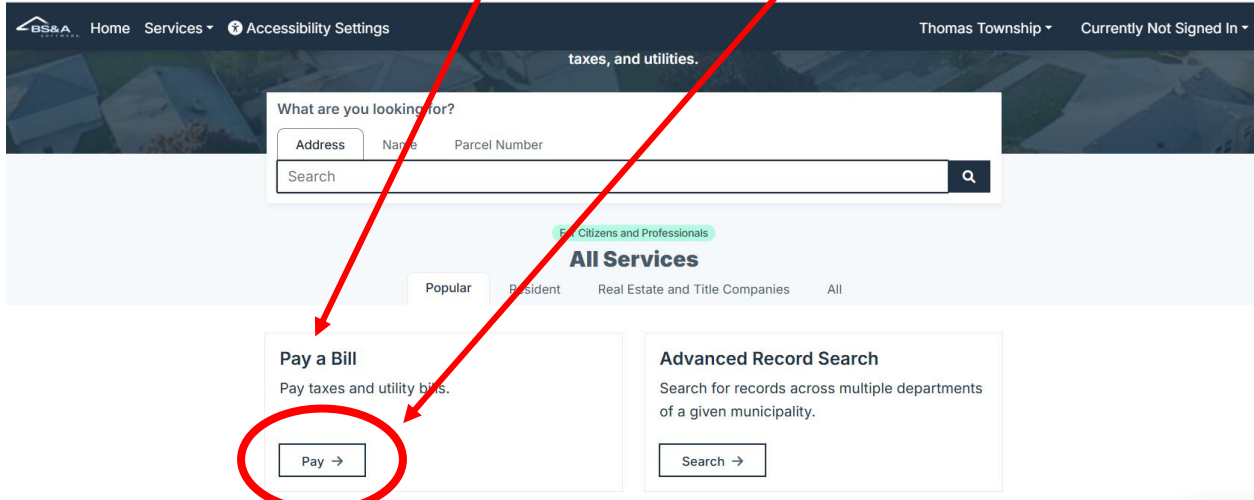 BS&A Home Services Accessibility Settings Thomas Township Currently Not Signed In
SOFTWARE
taxes, and utilities.
What are you looking for?
Address Name Parcel Number
Search
For Citizens and Professionals
All Services
Popular Resident Real Estate and Title Companies All
Pay a Bill
Pay taxes and utility bills.
Pay →
Advanced Record Search
Search for records across multiple departments
of a given municipality.
Search →